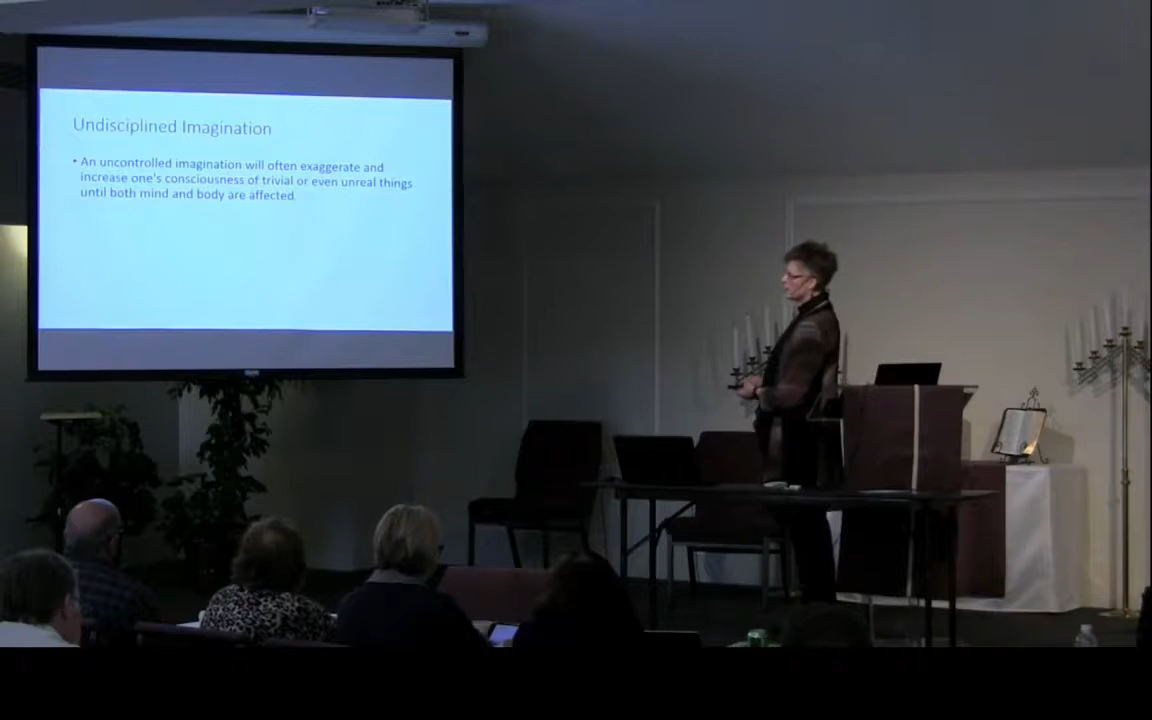 Undisciplined Imagination
• An uncontrolled imagination will often exaggerate and
increase one's consciousness of trivial or even unreal things
until both mind and body are affected.